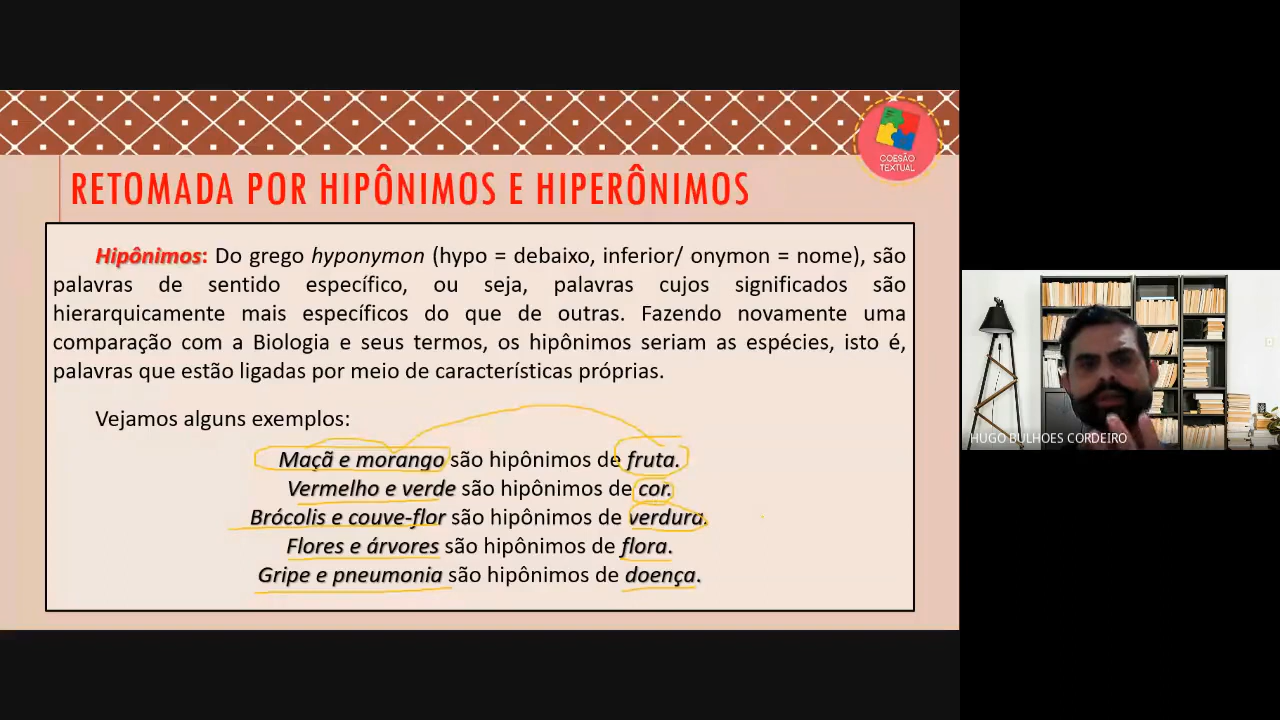 COESÃO
TEXTUAL
RETOMADA POR HIPÔNIMOS E HIPERÔNIMOS
Hipônimos: Do grego hyponymon (hypo = debaixo, inferior/ onymon = nome), são
palavras de sentido específico, ou seja, palavras cujos significados são
hierarquicamente mais específicos do que de outras. Fazendo novamente uma
comparação com a Biologia e seus termos, os hipônimos seriam as espécies, isto é,
palavras que estão ligadas por meio de características próprias.
Vejamos alguns exemplos:
Maçã e morango são hipônimos de fruta.
Vermelho e verde são hipônimos de cor.
Brócolis e couve-flor são hipônimos de verdura.
Flores e árvores são hipônimos de flora.
Gripe e pneumonia são hipônimos de doença.
HUGO BULHOES CORDEIRO